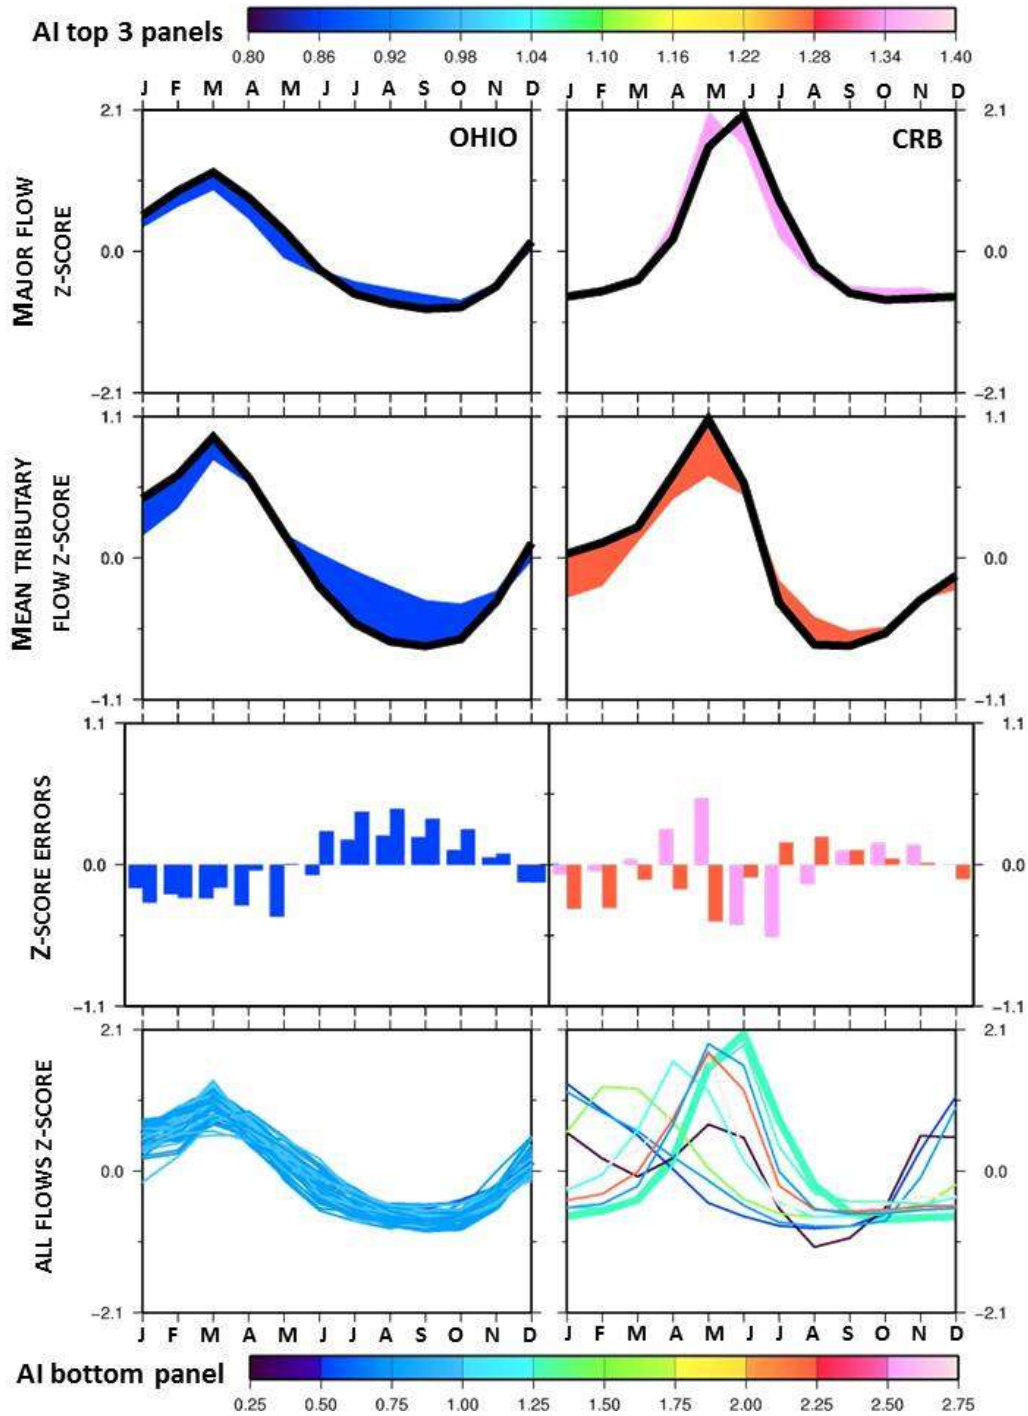 AI top 3 panels
0.80 0.86 0.92 0.98 1.04 1.10 1.16 1.22 1.28 1.34 1.40
J F M A M J J A S O N D J F M A M J J A S O N D
2.1 2.1
OHIO CRB
MAJOR FLOW
Z-SCORE
0.0 0.0
−2.1 −2.1
1.1 1.1
MEAN TRIBUTARY
FLOW Z-SCORE
0.0 0.0
−1.1 −1.1
1.1 1.1
Z-SCORE ERRORS
0.0 0.0
−1.1 −1.1
2.1 2.1
ALL FLOWS Z-SCORE
0.0 0.0
−2.1 −2.1
J F M A M J J A S O N D J F M A M J J A S O N D
AI bottom panel
0.25 0.50 0.75 1.00 1.25 1.50 1.75 2.00 2.25 2.50 2.75